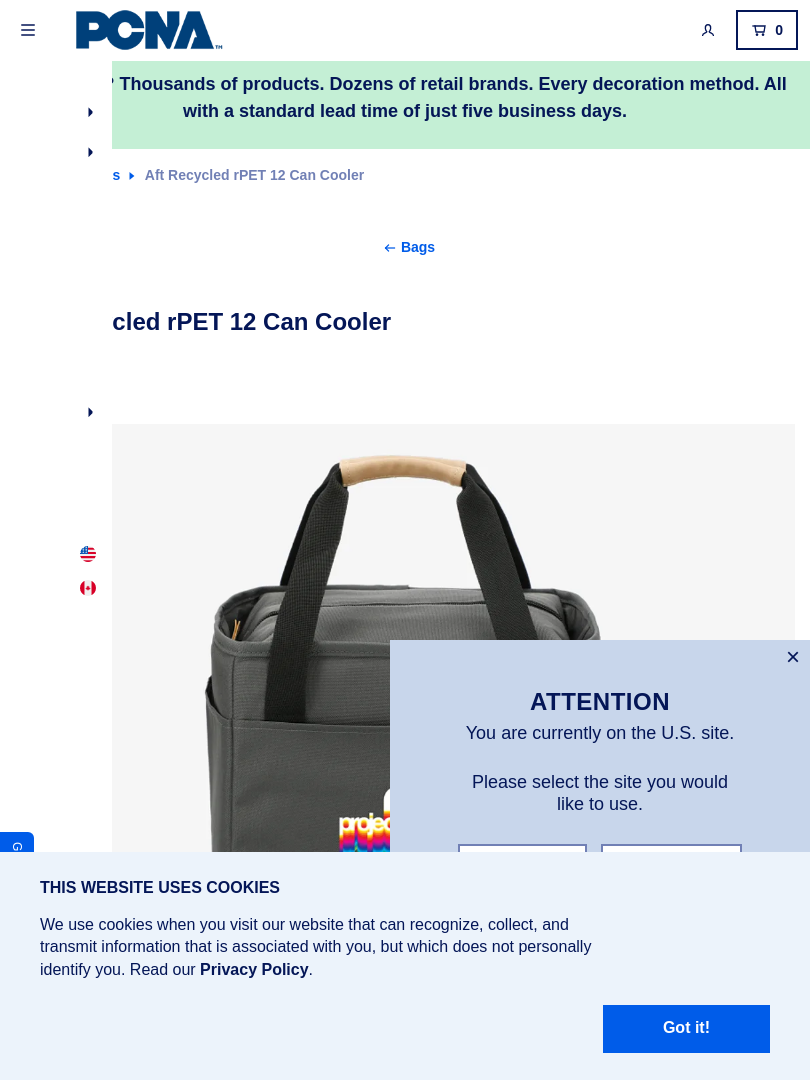 PCNA™
0
? Thousands of products. Dozens of retail brands. Every decoration method. All
with a standard lead time of just five business days.
s Aft Recycled rPET 12 Can Cooler
Bags
cled rPET 12 Can Cooler
ATTENTION
You are currently on the U.S. site.
Please select the site you would
like to use.
projec
G
THIS WEBSITE USES COOKIES
We use cookies when you visit our website that can recognize, collect, and
transmit information that is associated with you, but which does not personally
identify you. Read our Privacy Policy.
Got it!